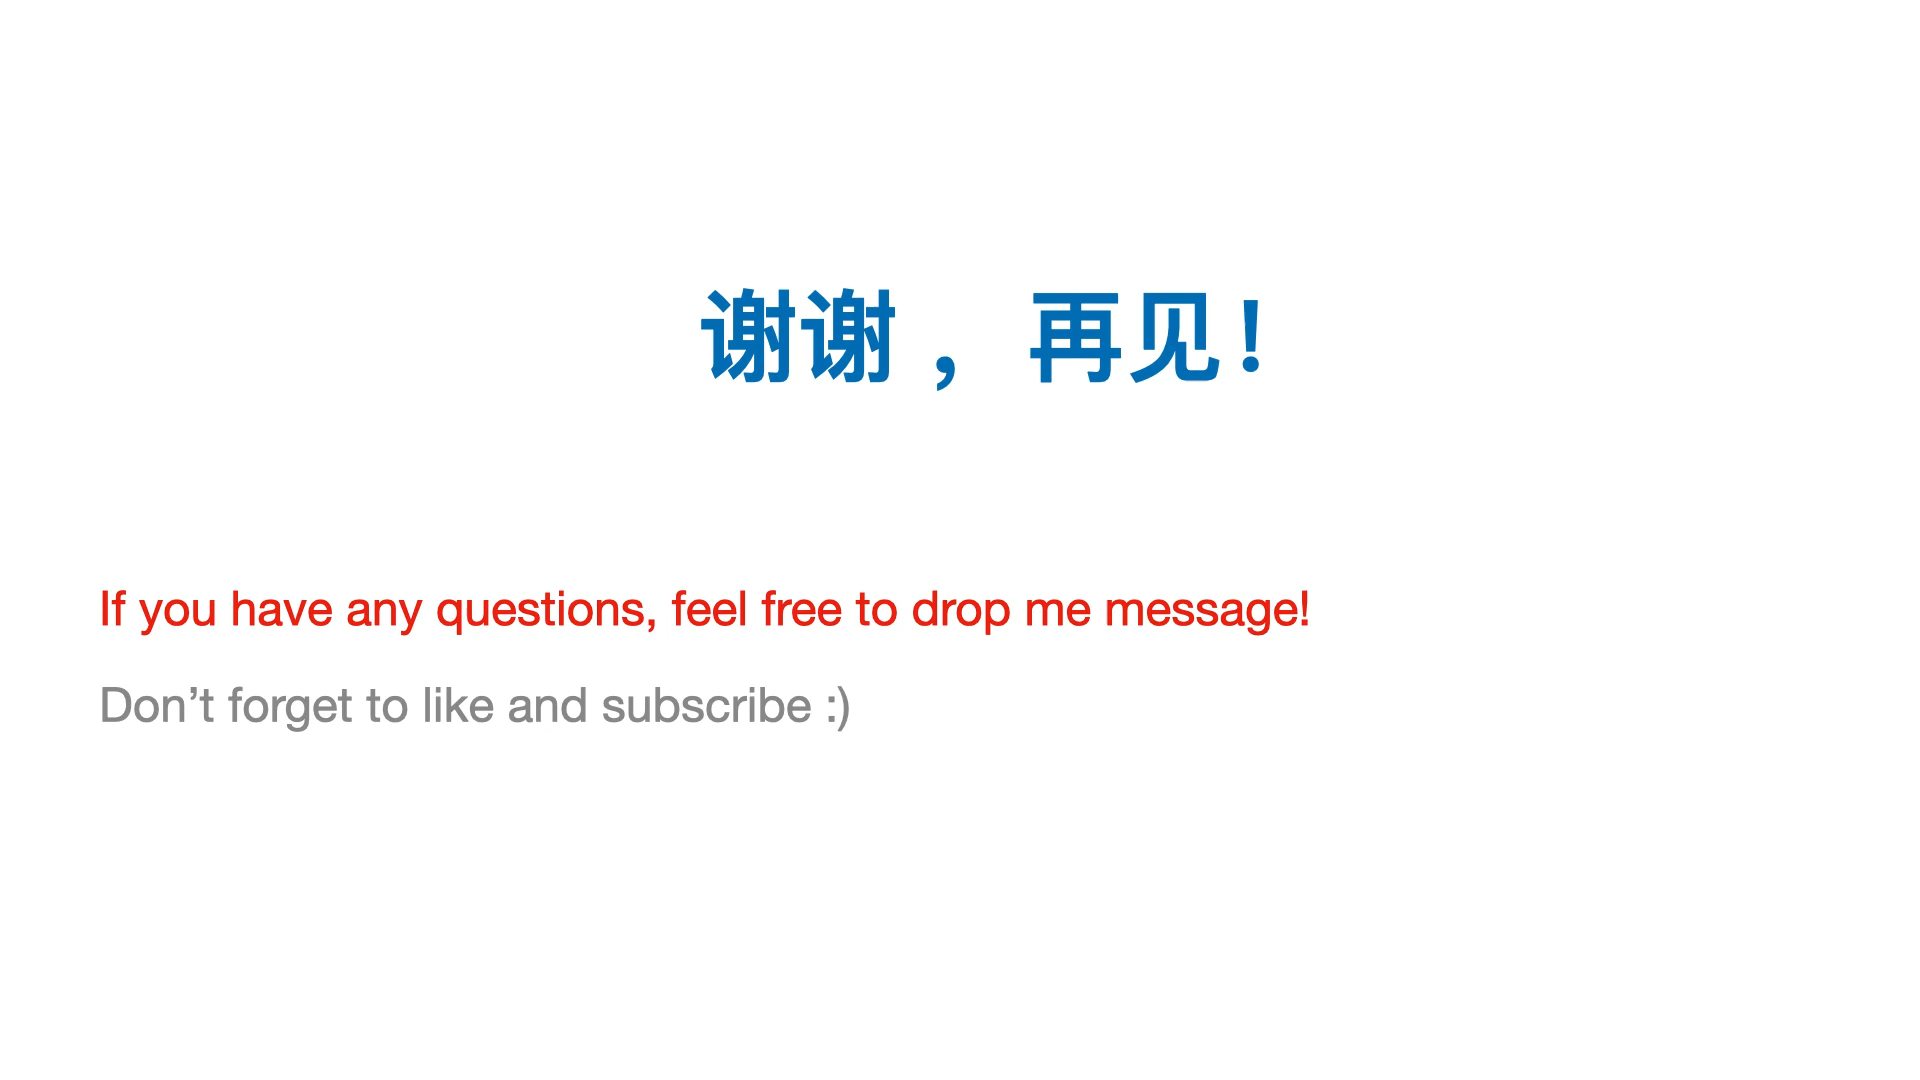 谢谢，再见！
If you have any questions, feel free to drop me message!
Don’t forget to like and subscribe :)